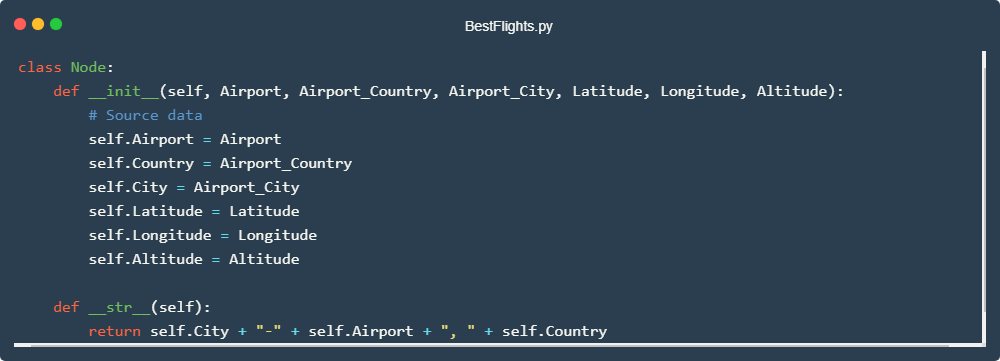 BestFlights.py
class Node:
    def __init__(self, Airport, Airport_Country, Airport_City, Latitude, Longitude, Altitude):
        # Source data
        self.Airport = Airport
        self.Country = Airport_Country
        self.City = Airport_City
        self.Latitude = Latitude
        self.Longitude = Longitude
        self.Altitude = Altitude

    def __str__(self):
        return self.City + "-" + self.Airport + ", " + self.Country